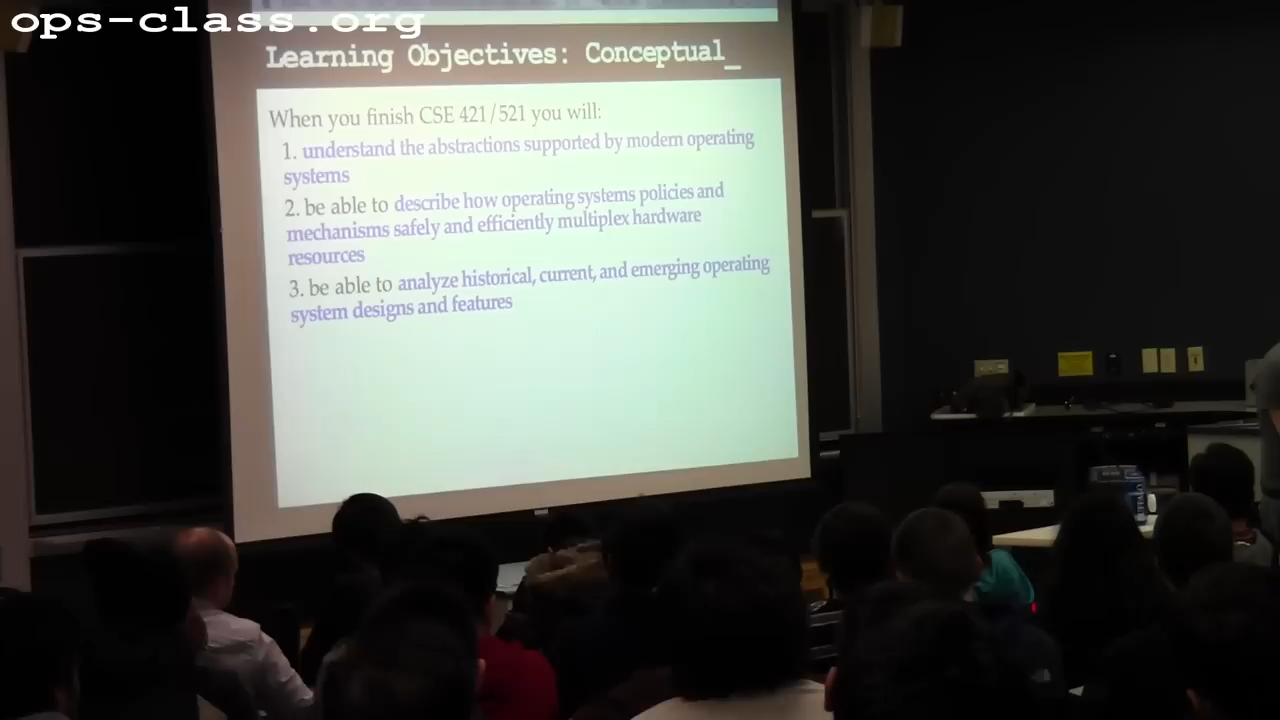 ops-class.org
Learning Objectives: Conceptual_
When you finish CSE 421/521 you will:
1. understand the abstractions supported by modern operating
systems
2. be able to describe how operating systems policies and
mechanisms safely and efficiently multiplex hardware
resources
3. be able to analyze historical, current, and emerging operating
system designs and features